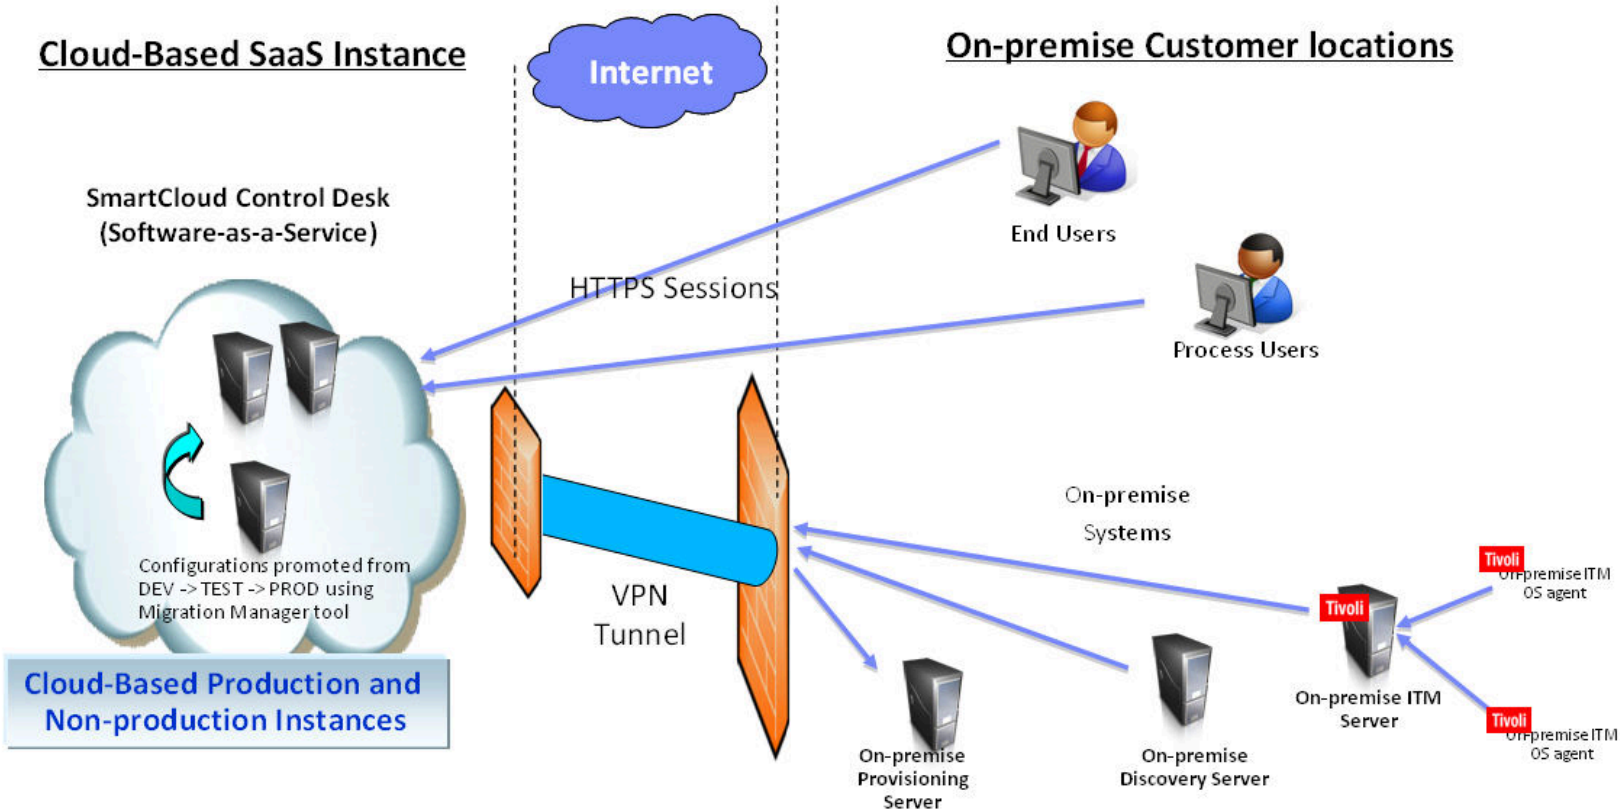 Cloud-Based SaaS Instance
Internet
On-premise Customer locations
SmartCloud Control Desk
(Software-as-a-Service)
End Users
HTTPS Sessions
Process Users
On-premise
Systems
Configurations promoted from
DEV -> TEST -> PROD using
Migration Manager tool
VPN
Tunnel
Cloud-Based Production and
Non-production Instances
Tivoli
On-premise ITM
OS agent
Tivoli
On-premise ITM
Server
Tivoli
On-premise ITM
OS agent
On-premise
Discovery Server
On-premise
Provisioning
Server